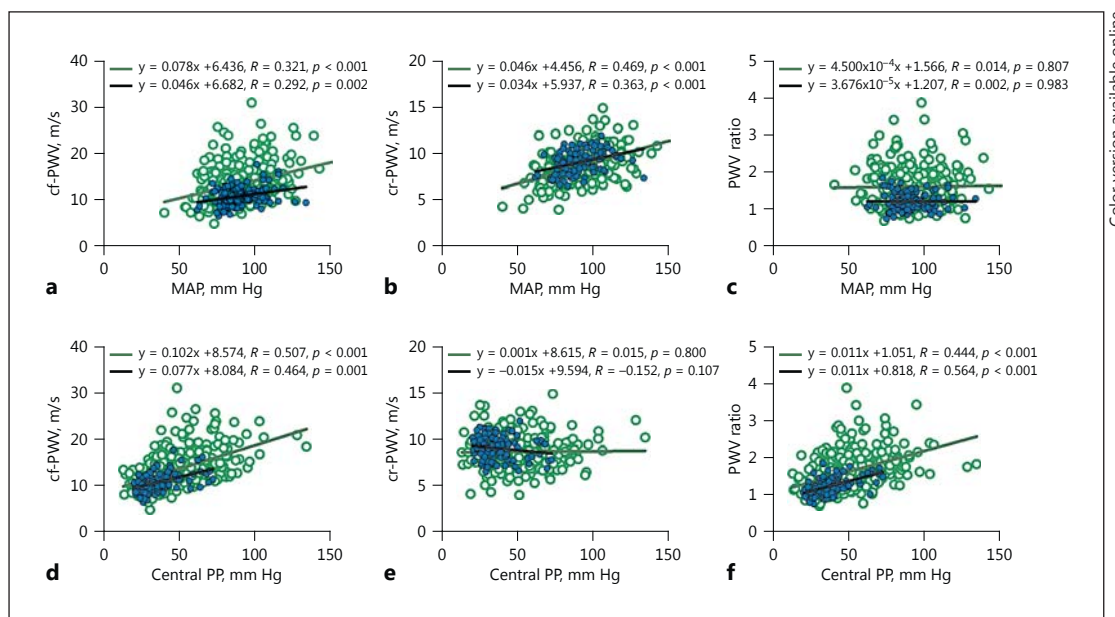 Color version available online
40
30
20
10
0
cf-PWV, m/s
y = 0.078x +6.436, R = 0.321, p < 0.001
y = 0.046x +6.682, R = 0.292, p = 0.002
0 50 100 150
a MAP, mm Hg
20
15
10
5
0
cr-PWV, m/s
y = 0.046x +4.456, R = 0.469, p < 0.001
y = 0.034x +5.937, R = 0.363, p < 0.001
0 50 100 150
b MAP, mm Hg
5
4
3
2
1
0
PWV ratio
y = 4.500x10⁻⁴x +1.566, R = 0.014, p = 0.807
y = 3.676x10⁻⁵x +1.207, R = 0.002, p = 0.983
0 50 100 150
c MAP, mm Hg
40
30
20
10
0
cf-PWV, m/s
y = 0.102x +8.574, R = 0.507, p < 0.001
y = 0.077x +8.084, R = 0.464, p = 0.001
0 50 100 150
d Central PP, mm Hg
20
15
10
5
0
cr-PWV, m/s
y = 0.001x +8.615, R = 0.015, p = 0.800
y = –0.015x +9.594, R = –0.152, p = 0.107
0 50 100 150
e Central PP, mm Hg
5
4
3
2
1
0
PWV ratio
y = 0.011x +1.051, R = 0.444, p < 0.001
y = 0.011x +0.818, R = 0.564, p < 0.001
0 50 100 150
f Central PP, mm Hg